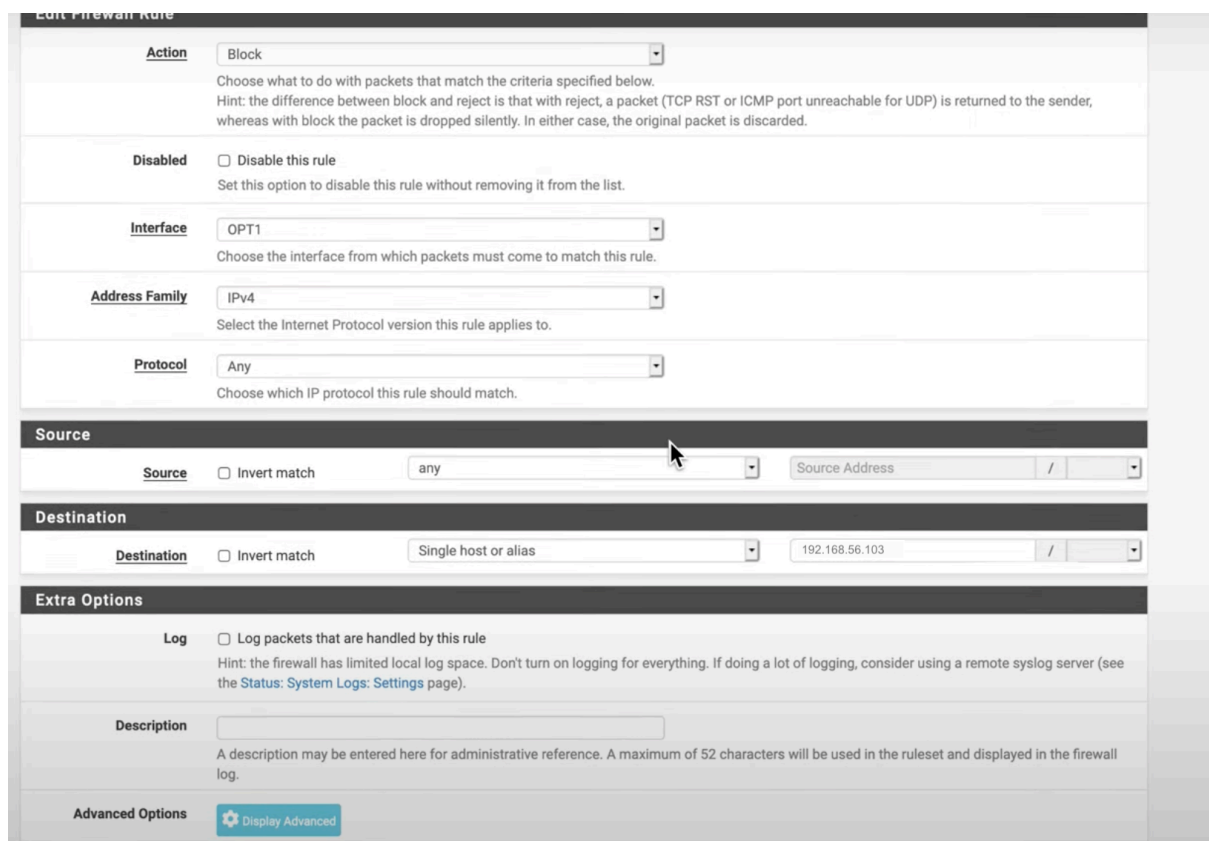 Edit Firewall Rule
Action
Block
Choose what to do with packets that match the criteria specified below.
Hint: the difference between block and reject is that with reject, a packet (TCP RST or ICMP port unreachable for UDP) is returned to the sender,
whereas with block the packet is dropped silently. In either case, the original packet is discarded.
Disabled
Disable this rule
Set this option to disable this rule without removing it from the list.
Interface
OPT1
Choose the interface from which packets must come to match this rule.
Address Family
IPv4
Select the Internet Protocol version this rule applies to.
Protocol
Any
Choose which IP protocol this rule should match.
Source
Source
Invert match
any
Source Address
/
Destination
Destination
Invert match
Single host or alias
192.168.56.103
/
Extra Options
Log
Log packets that are handled by this rule
Hint: the firewall has limited local log space. Don't turn on logging for everything. If doing a lot of logging, consider using a remote syslog server (see
the Status: System Logs: Settings page).
Description
A description may be entered here for administrative reference. A maximum of 52 characters will be used in the ruleset and displayed in the firewall
log.
Advanced Options
Display Advanced